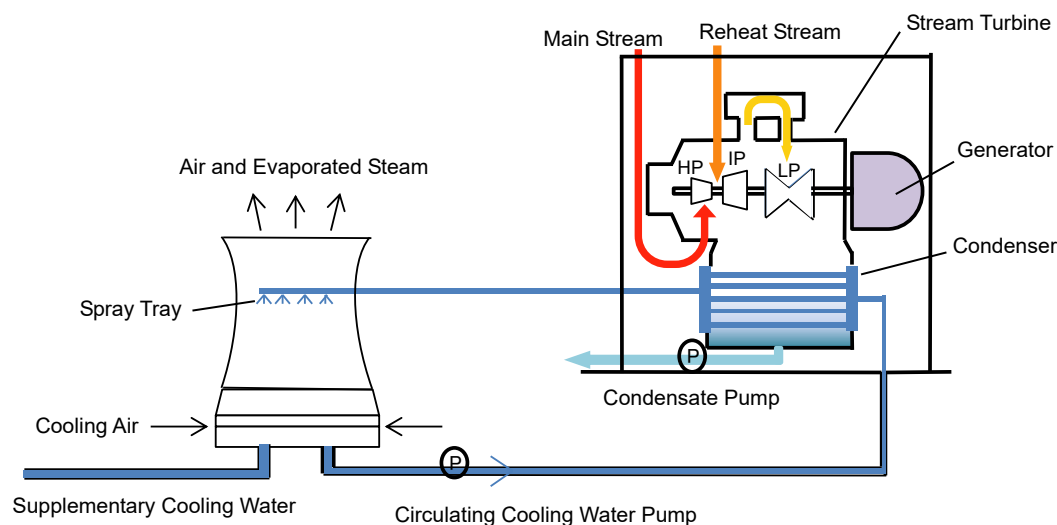 Main Stream
Reheat Stream
Stream Turbine
HP
IP
LP
Generator
Air and Evaporated Steam
Condenser
Spray Tray
P
Condensate Pump
Cooling Air
P
Supplementary Cooling Water
Circulating Cooling Water Pump